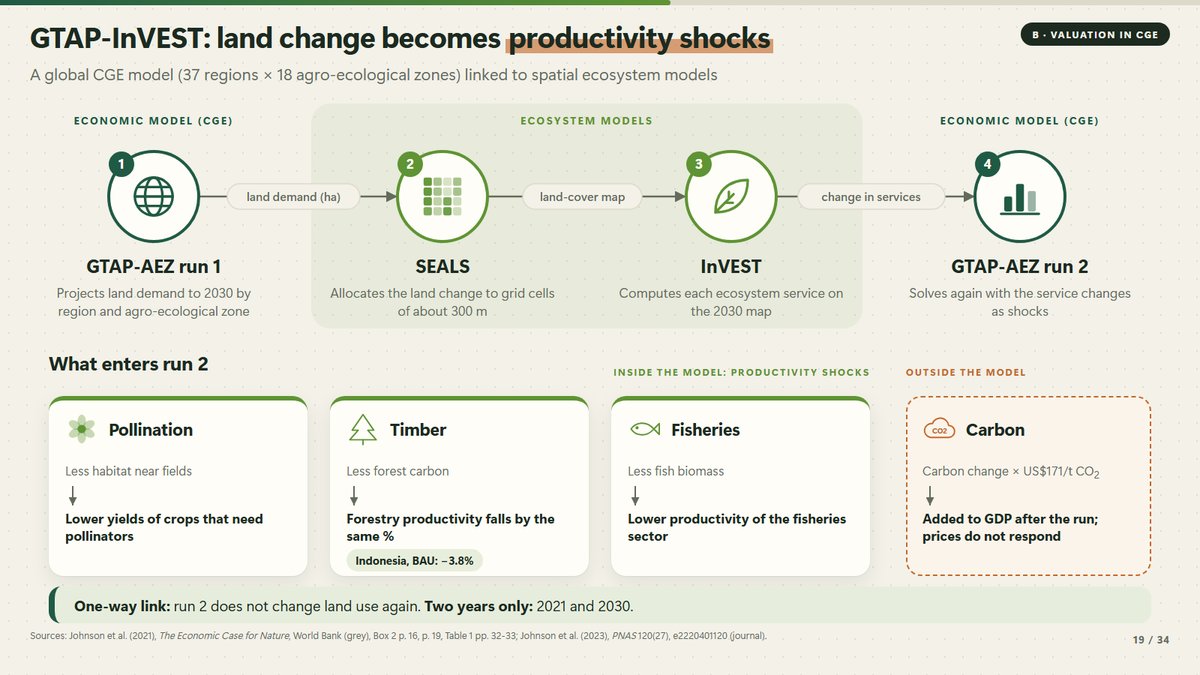 GTAP-InVEST: land change becomes productivity shocks
B · VALUATION IN CGE
A global CGE model (37 regions × 18 agro-ecological zones) linked to spatial ecosystem models
ECONOMIC MODEL (CGE)
ECOSYSTEM MODELS
ECONOMIC MODEL (CGE)
1
2
3
4
land demand (ha)
land-cover map
change in services
GTAP-AEZ run 1
Projects land demand to 2030 by
region and agro-ecological zone
SEALS
Allocates the land change to grid cells
of about 300 m
InVEST
Computes each ecosystem service on
the 2030 map
GTAP-AEZ run 2
Solves again with the service changes
as shocks
What enters run 2
INSIDE THE MODEL: PRODUCTIVITY SHOCKS
OUTSIDE THE MODEL
Pollination
Less habitat near fields
Lower yields of crops that need
pollinators
Timber
Less forest carbon
Forestry productivity falls by the
same %
Indonesia, BAU: −3.8%
Fisheries
Less fish biomass
Lower productivity of the fisheries
sector
CO2
Carbon
Carbon change × US$171/t CO₂
Added to GDP after the run;
prices do not respond
One-way link: run 2 does not change land use again. Two years only: 2021 and 2030.
Sources: Johnson et al. (2021), The Economic Case for Nature, World Bank (grey), Box 2 p. 16, p. 19, Table 1 pp. 32-33; Johnson et al. (2023), PNAS 120(27), e2220401120 (journal).
19 / 34